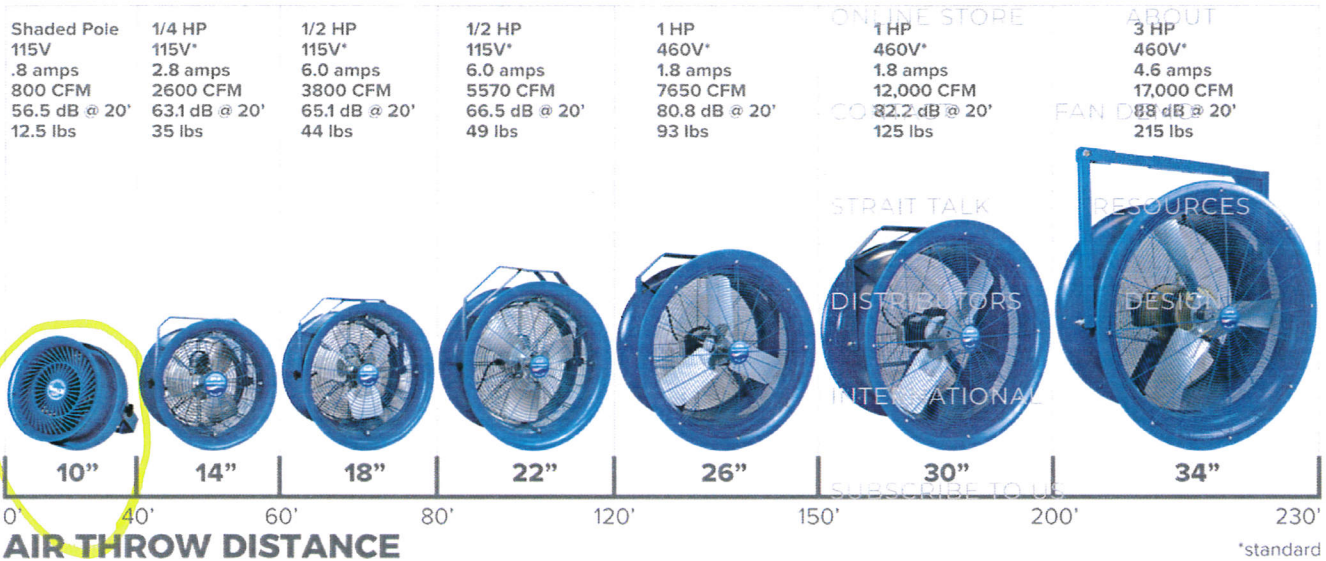 Shaded Pole
115V
.8 amps
800 CFM
56.5 dB @ 20'
12.5 lbs
1/4 HP
115V*
2.8 amps
2600 CFM
63.1 dB @ 20'
35 lbs
1/2 HP
115V*
6.0 amps
3800 CFM
65.1 dB @ 20'
44 lbs
1/2 HP
115V*
6.0 amps
5570 CFM
66.5 dB @ 20'
49 lbs
1 HP
460V*
1.8 amps
7650 CFM
80.8 dB @ 20'
93 lbs
1 HP
460V*
1.8 amps
12,000 CFM
82.2 dB @ 20'
125 lbs
3 HP
460V*
4.6 amps
17,000 CFM
88 dB @ 20'
215 lbs
ONLINE STORE
ABOUT
CONTACT
FAN DEMO
STRAIT TALK
RESOURCES
DISTRIBUTORS
DESIGN
INTERNATIONAL
SUBSCRIBE TO US
10”
14”
18”
22”
26”
30”
34”
0'
40'
60'
80'
120'
150'
200'
230'
AIR THROW DISTANCE
*standard